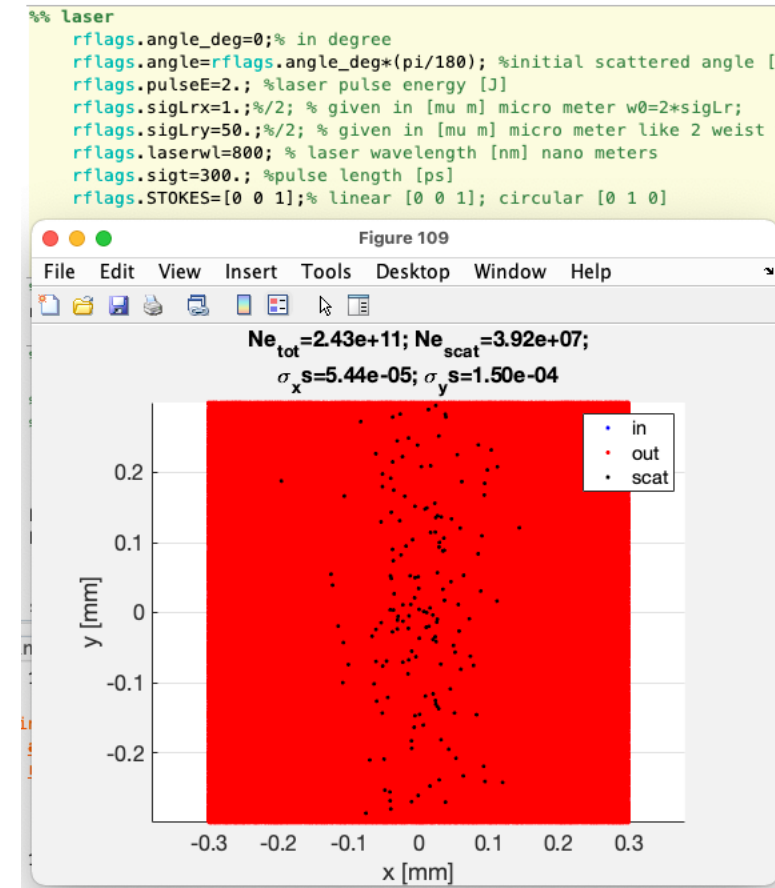 %% laser
rflags.angle_deg=0;% in degree
rflags.angle=rflags.angle_deg*(pi/180); %initial scattered angle [
rflags.pulseE=2.; %laser pulse energy [J]
rflags.sigLrx=1.;%/2; % given in [mu m] micro meter w0=2*sigLr;
rflags.sigLry=50.;%/2; % given in [mu m] micro meter like 2 weist
rflags.laserwl=800; % laser wavelength [nm] nano meters
rflags.sigt=300.; %pulse length [ps]
rflags.STOKES=[0 0 1];% linear [0 0 1]; circular [0 1 0]
Figure 109
File Edit View Insert Tools Desktop Window Help
Ne_tot=2.43e+11; Ne_scat=3.92e+07;
σ_x s=5.44e-05; σ_y s=1.50e-04
in
out
scat
0.2
0.1
0
-0.1
-0.2
y [mm]
-0.3 -0.2 -0.1 0 0.1 0.2 0.3
x [mm]